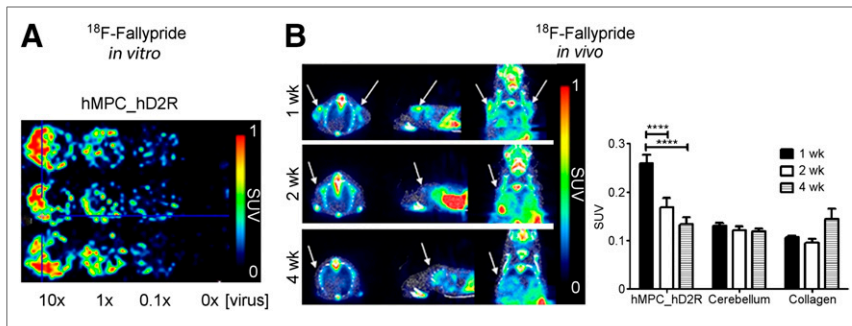 A
¹⁸F-Fallypride
in vitro
hMPC_hD2R
1
SUV
0
10x 1x 0.1x 0x [virus]
B
¹⁸F-Fallypride
in vivo
1 wk
2 wk
4 wk
1
SUV
0
****
****
1 wk
2 wk
4 wk
0.3
0.2
0.1
0
SUV
hMPC_hD2R Cerebellum Collagen